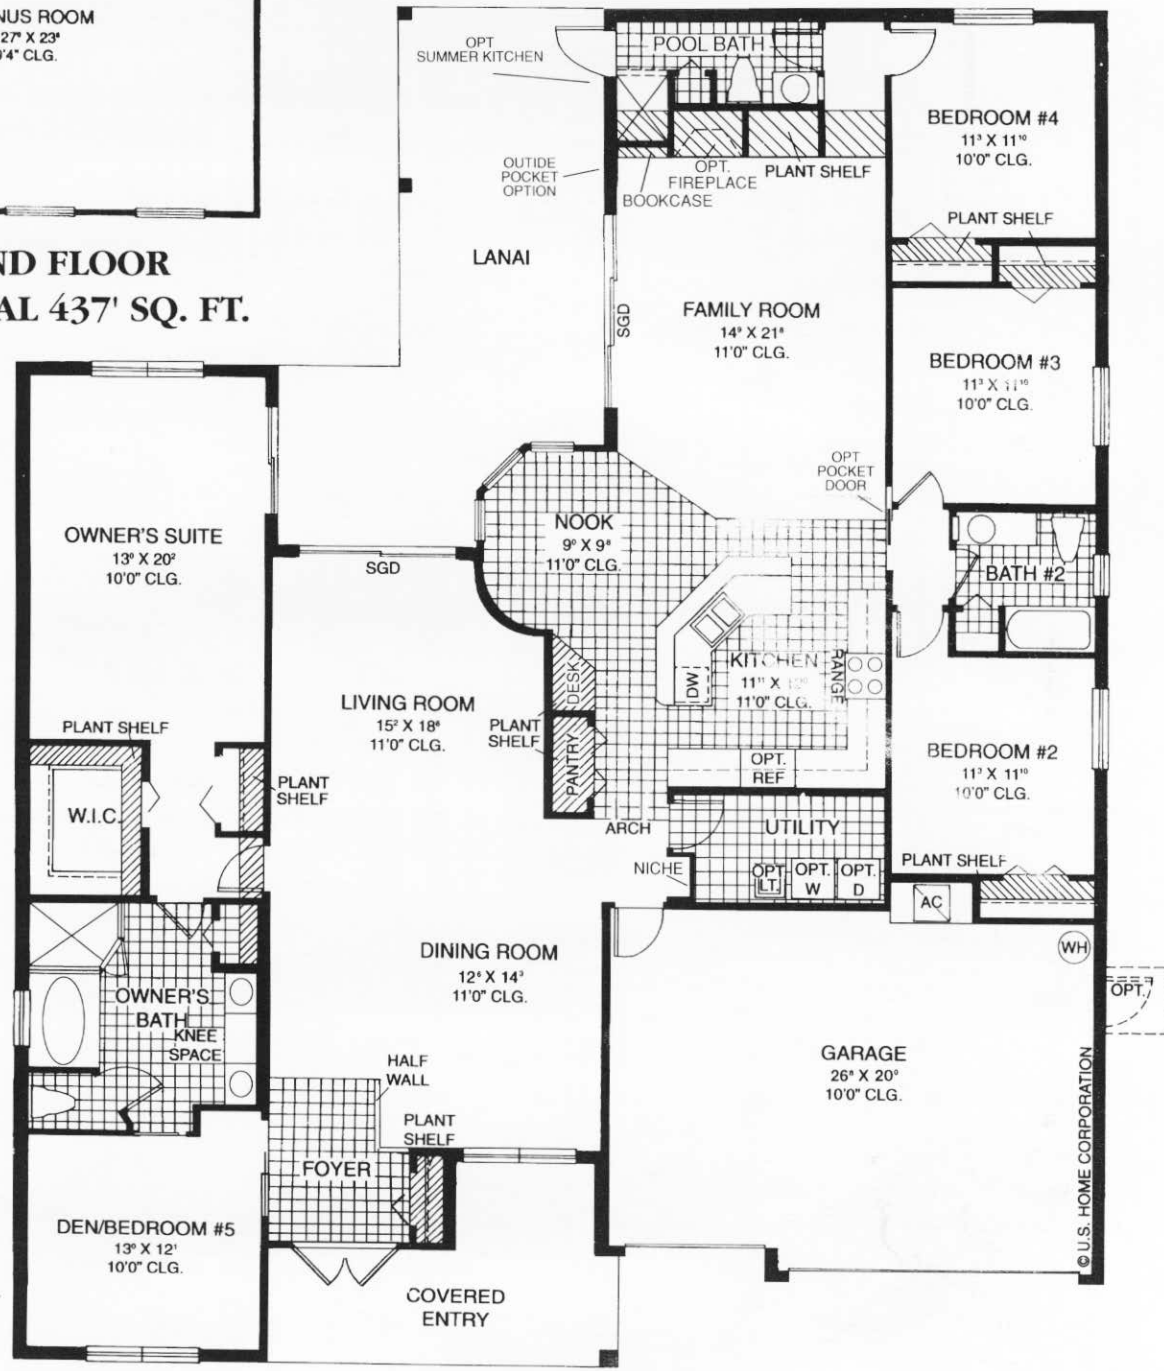 NUS ROOM
27" X 23⁸
9'4" CLG.
ND FLOOR
AL 437' SQ. FT.
OPT
SUMMER KITCHEN
POOL BATH
BEDROOM #4
11³ X 11¹⁰
10'0" CLG.
OUTIDE
POCKET
OPTION
OPT.
FIREPLACE
PLANT SHELF
BOOKCASE
PLANT SHELF
LANAI
SGD
FAMILY ROOM
14⁹ X 21⁸
11'0" CLG.
BEDROOM #3
11³ X 11¹⁰
10'0" CLG.
OPT
POCKET
DOOR
OWNER'S SUITE
13⁰ X 20²
10'0" CLG.
NOOK
9⁰ X 9⁸
11'0" CLG.
SGD
BATH #2
KITCHEN
11¹¹ X
11'0" CLG.
RANGE
DW
DESK
LIVING ROOM
15² X 18⁸
11'0" CLG.
PLANT SHELF
PLANT
SHELF
PLANT
SHELF
PANTRY
OPT.
REF
BEDROOM #2
11³ X 11¹⁰
10'0" CLG.
W.I.C.
ARCH
UTILITY
NICHE
OPT
LT.
OPT.
W
OPT.
D
PLANT SHELF
AC
WH
OPT.
DINING ROOM
12⁶ X 14³
11'0" CLG.
OWNER'S
BATH
KNEE
SPACE
HALF
WALL
GARAGE
26⁸ X 20⁰
10'0" CLG.
PLANT
SHELF
FOYER
DEN/BEDROOM #5
13⁰ X 12¹
10'0" CLG.
COVERED
ENTRY
© U.S. HOME CORPORATION